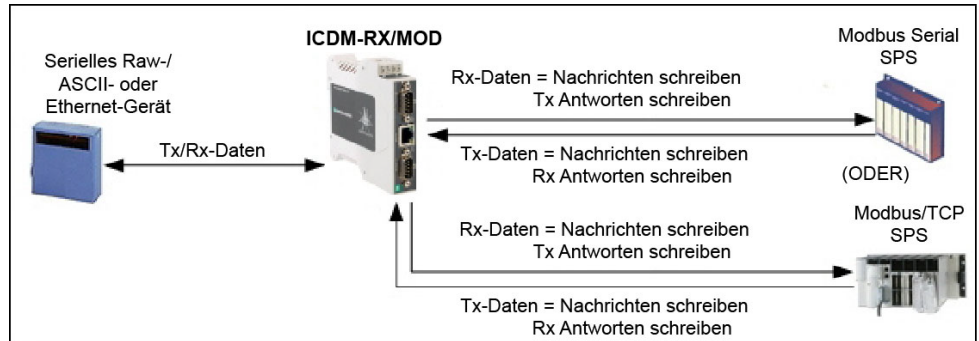 ICDM-RX/MOD
Serielles Raw-/
ASCII- oder
Ethernet-Gerät
Tx/Rx-Daten
Modbus Serial
SPS
Rx-Daten = Nachrichten schreiben
Tx Antworten schreiben
Tx-Daten = Nachrichten schreiben
Rx Antworten schreiben
(ODER)
Modbus/TCP
SPS
Rx-Daten = Nachrichten schreiben
Tx Antworten schreiben
Tx-Daten = Nachrichten schreiben
Rx Antworten schreiben